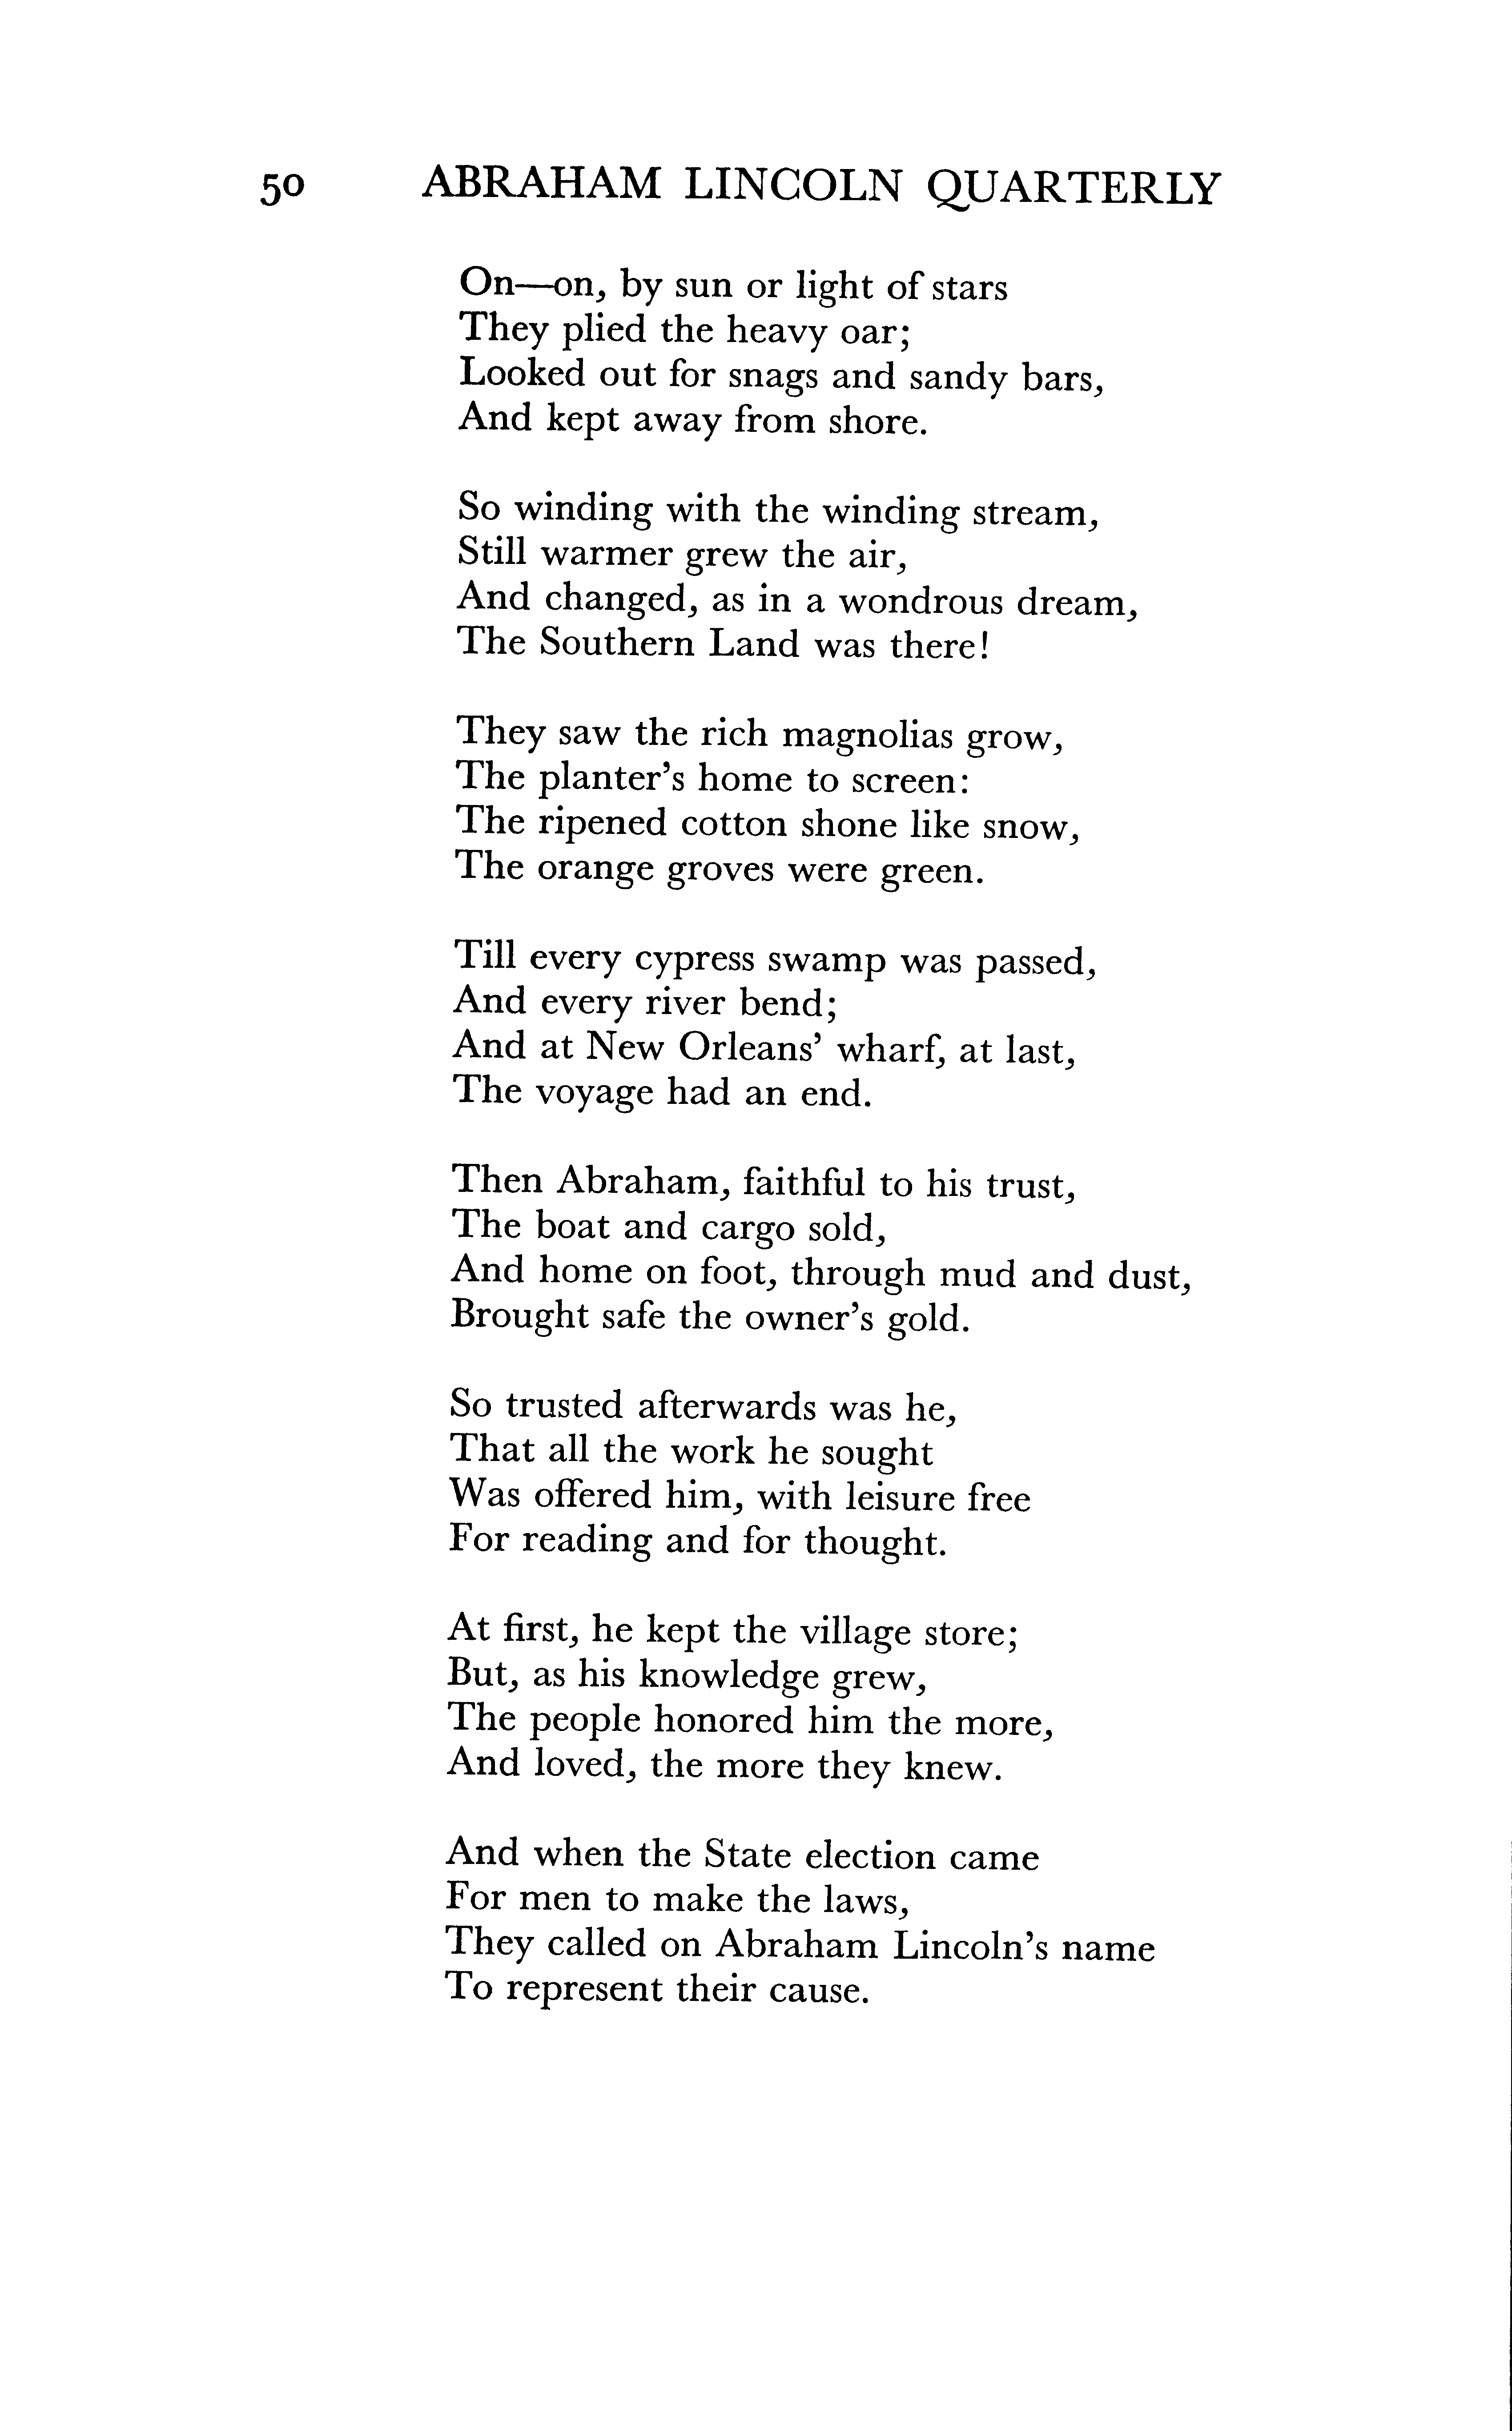 50 ABRAHAM LINCOLN QUARTERLY
On—on, by sun or light of stars
They plied the heavy oar;
Looked out for snags and sandy bars,
And kept away from shore.
So winding with the winding stream,
Still warmer grew the air,
And changed, as in a wondrous dream,
The Southern Land was there!
They saw the rich magnolias grow,
The planter's home to screen:
The ripened cotton shone like snow,
The orange groves were green.
Till every cypress swamp was passed,
And every river bend;
And at New Orleans' wharf, at last,
The voyage had an end.
Then Abraham, faithful to his trust,
The boat and cargo sold,
And home on foot, through mud and dust,
Brought safe the owner's gold.
So trusted afterwards was he,
That all the work he sought
Was offered him, with leisure free
For reading and for thought.
At first, he kept the village store;
But, as his knowledge grew,
The people honored him the more,
And loved, the more they knew.
And when the State election came
For men to make the laws,
They called on Abraham Lincoln's name
To represent their cause.